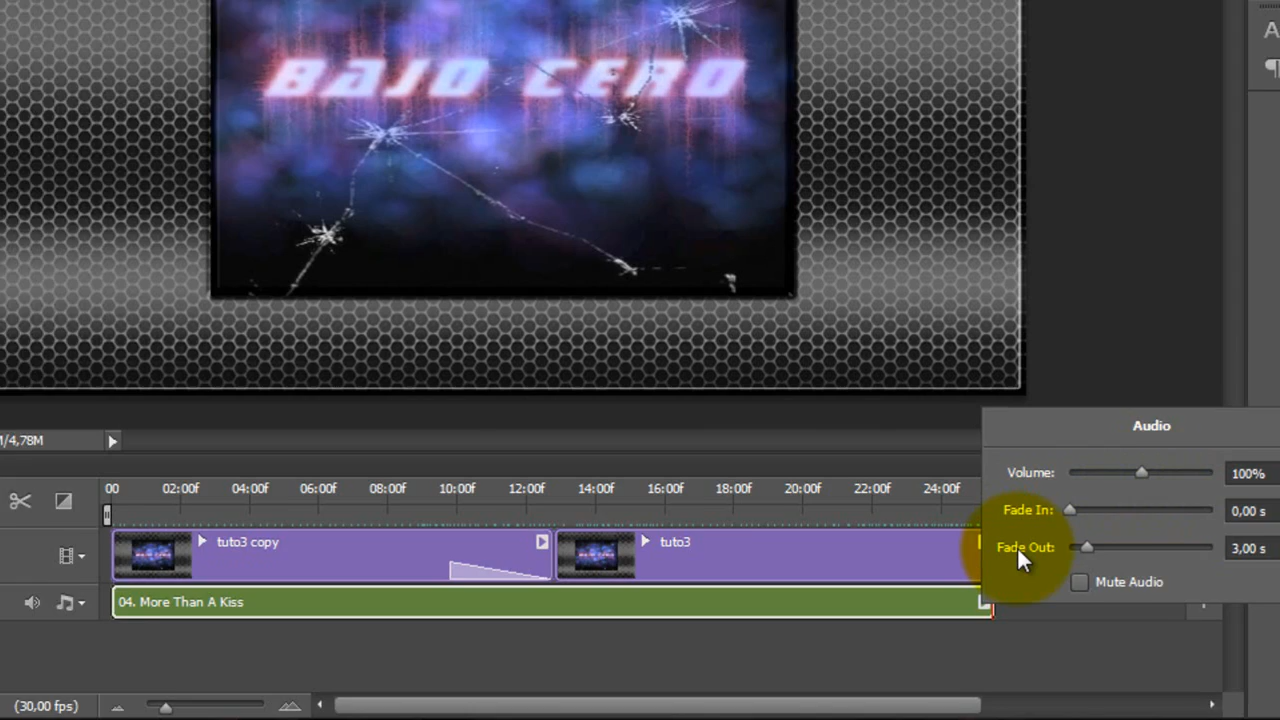 BAJO CERO
A
M/4,78M
Audio
Volume:
100%
00 02:00f 04:00f 06:00f 08:00f 10:00f 12:00f 14:00f 16:00f 18:00f 20:00f 22:00f 24:00f
Fade In:
0,00 s
tuto3 copy
tuto3
Fade Out:
3,00 s
Mute Audio
04. More Than A Kiss
(30,00 fps)